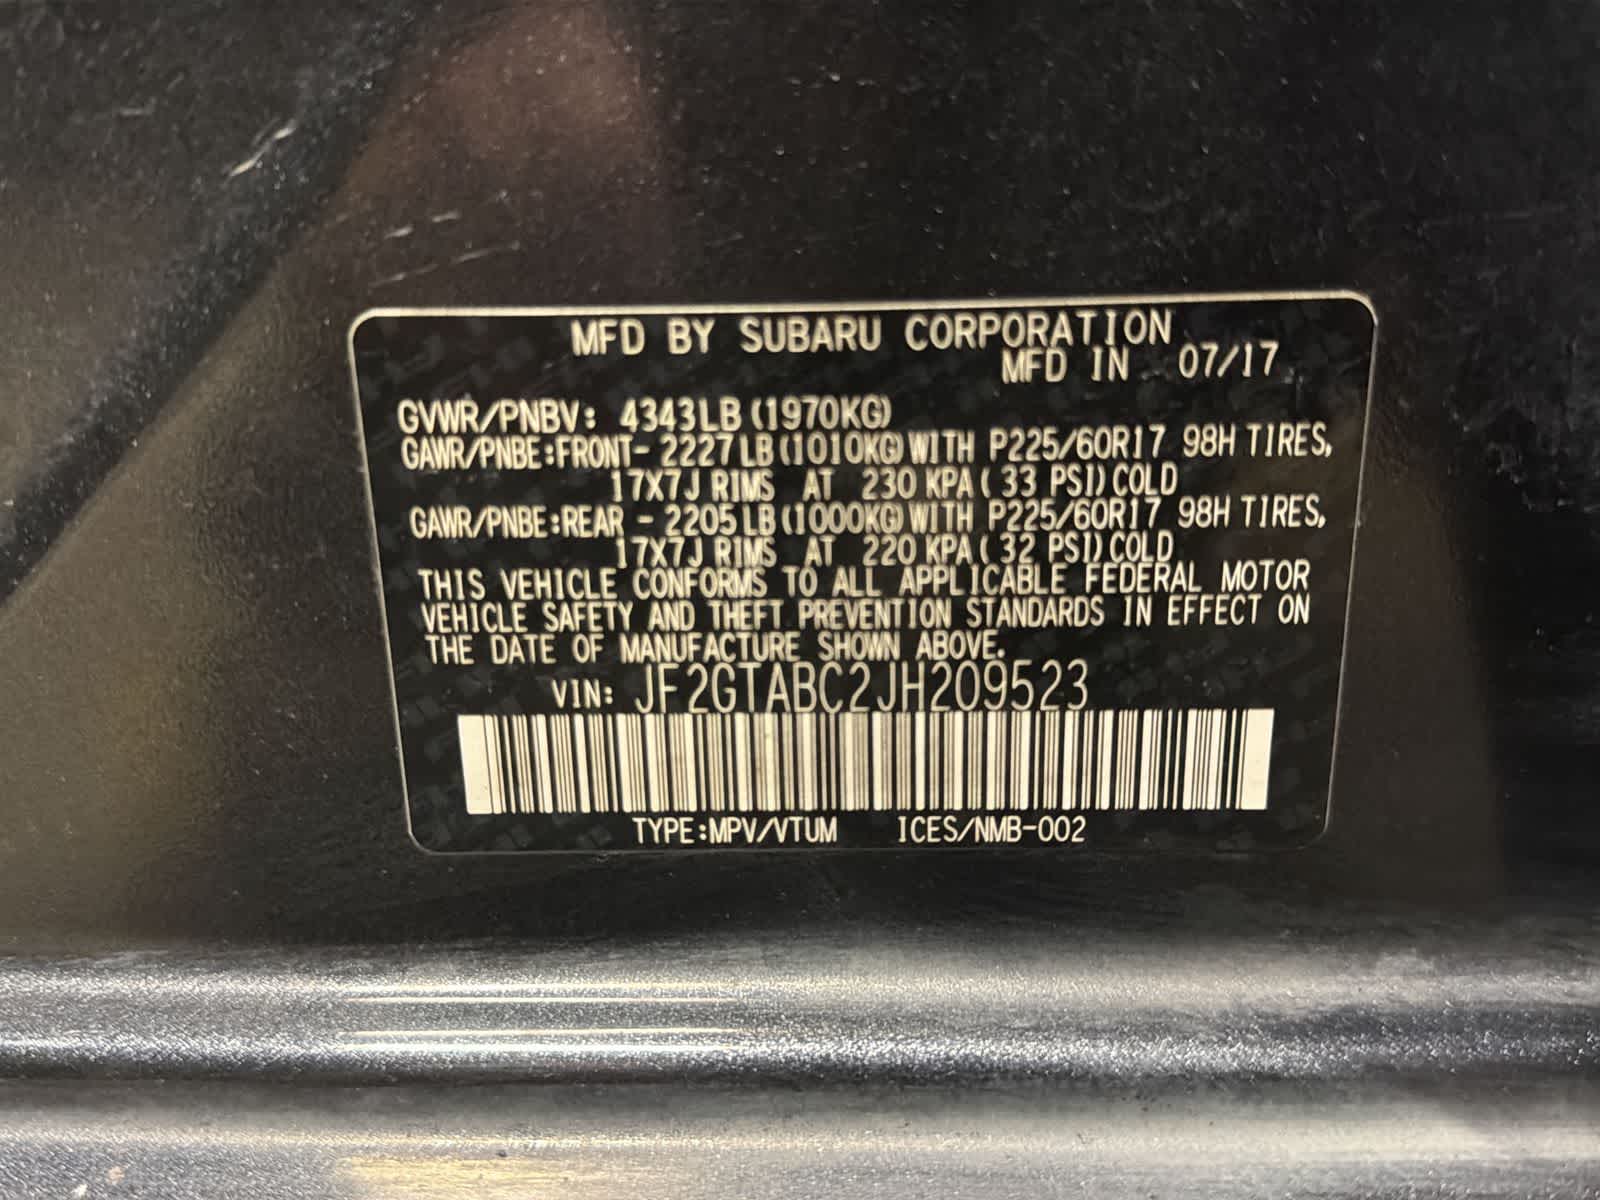 MFD BY SUBARU CORPORATION
MFD IN 07/17
GVWR/PNBV: 4343LB (1970KG)
GAWR/PNBE:FRONT- 2227LB(1010KG)WITH P225/60R17 98H TIRES,
17X7J RIMS AT 230 KPA( 33 PSI)COLD
GAWR/PNBE:REAR - 2205LB(1000KG)WITH P225/60R17 98H TIRES,
17X7J RIMS AT 220 KPA( 32 PSI)COLD
THIS VEHICLE CONFORMS TO ALL APPLICABLE FEDERAL MOTOR
VEHICLE SAFETY AND THEFT PREVENTION STANDARDS IN EFFECT ON
THE DATE OF MANUFACTURE SHOWN ABOVE.
VIN: JF2GTABC2JH209523
TYPE:MPV/VTUM ICES/NMB-002